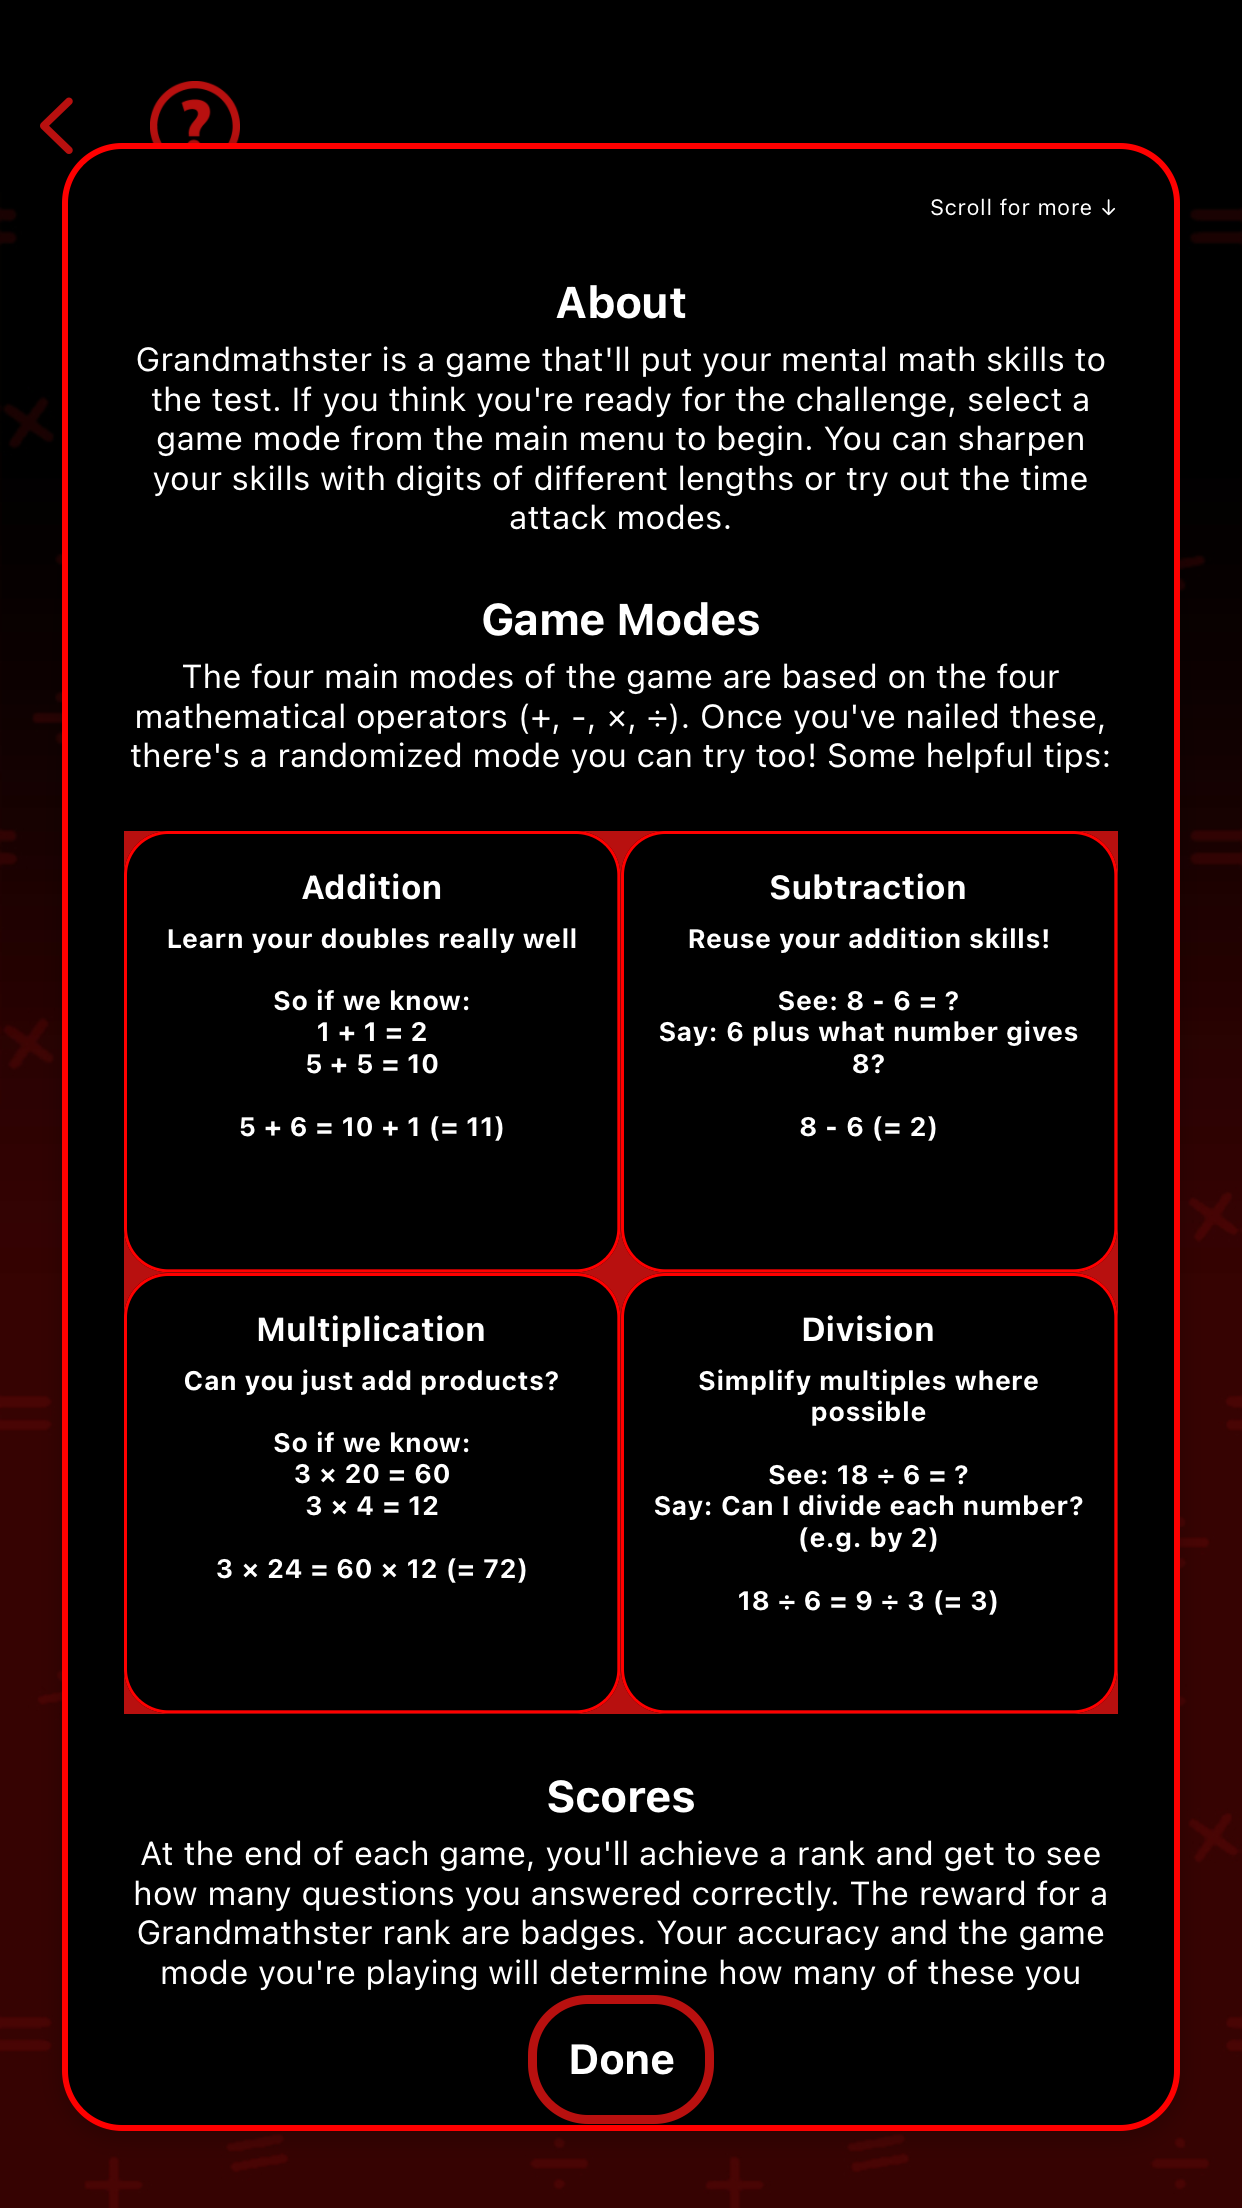 ?
Scroll for more ↓
About
Grandmathster is a game that'll put your mental math skills to
the test. If you think you're ready for the challenge, select a
game mode from the main menu to begin. You can sharpen
your skills with digits of different lengths or try out the time
attack modes.
Game Modes
The four main modes of the game are based on the four
mathematical operators (+, -, ×, ÷). Once you've nailed these,
there's a randomized mode you can try too! Some helpful tips:
Addition
Learn your doubles really well
So if we know:
1 + 1 = 2
5 + 5 = 10
5 + 6 = 10 + 1 (= 11)
Subtraction
Reuse your addition skills!
See: 8 - 6 = ?
Say: 6 plus what number gives
8?
8 - 6 (= 2)
Multiplication
Can you just add products?
So if we know:
3 × 20 = 60
3 × 4 = 12
3 × 24 = 60 × 12 (= 72)
Division
Simplify multiples where
possible
See: 18 ÷ 6 = ?
Say: Can I divide each number?
(e.g. by 2)
18 ÷ 6 = 9 ÷ 3 (= 3)
Scores
At the end of each game, you'll achieve a rank and get to see
how many questions you answered correctly. The reward for a
Grandmathster rank are badges. Your accuracy and the game
mode you're playing will determine how many of these you
Done